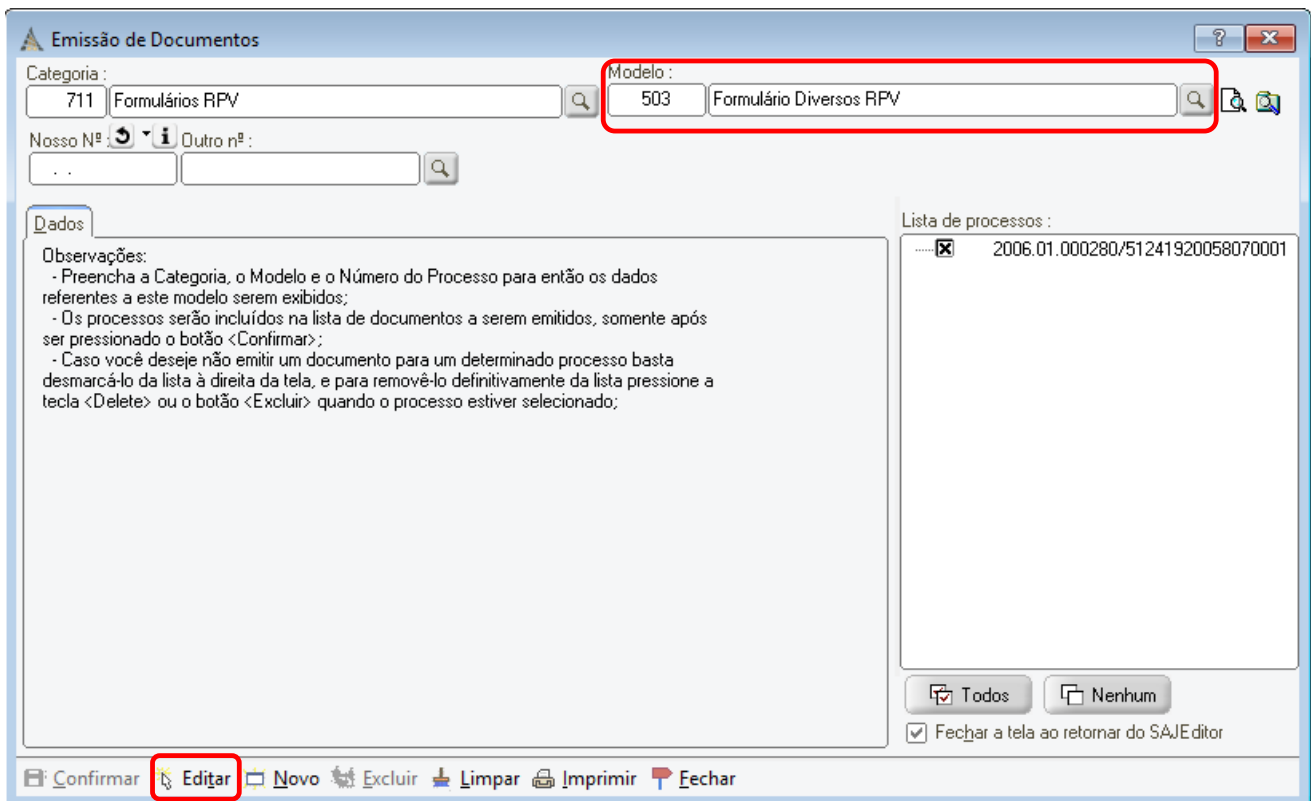 Emissão de Documentos
Categoria :
Modelo :
711 Formulários RPV
503 Formulário Diversos RPV
Nosso Nº :
Outro nº :
. .
Dados
Lista de processos :
Observações:
- Preencha a Categoria, o Modelo e o Número do Processo para então os dados
referentes a este modelo serem exibidos;
- Os processos serão incluídos na lista de documentos a serem emitidos, somente após
ser pressionado o botão <Confirmar>;
- Caso você deseje não emitir um documento para um determinado processo basta
desmarcá-lo da lista à direita da tela, e para removê-lo definitivamente da lista pressione a
tecla <Delete> ou o botão <Excluir> quando o processo estiver selecionado;
2006.01.000280/51241920058070001
Todos
Nenhum
Fechar a tela ao retornar do SAJEditor
Confirmar Editar Novo Excluir Limpar Imprimir Fechar